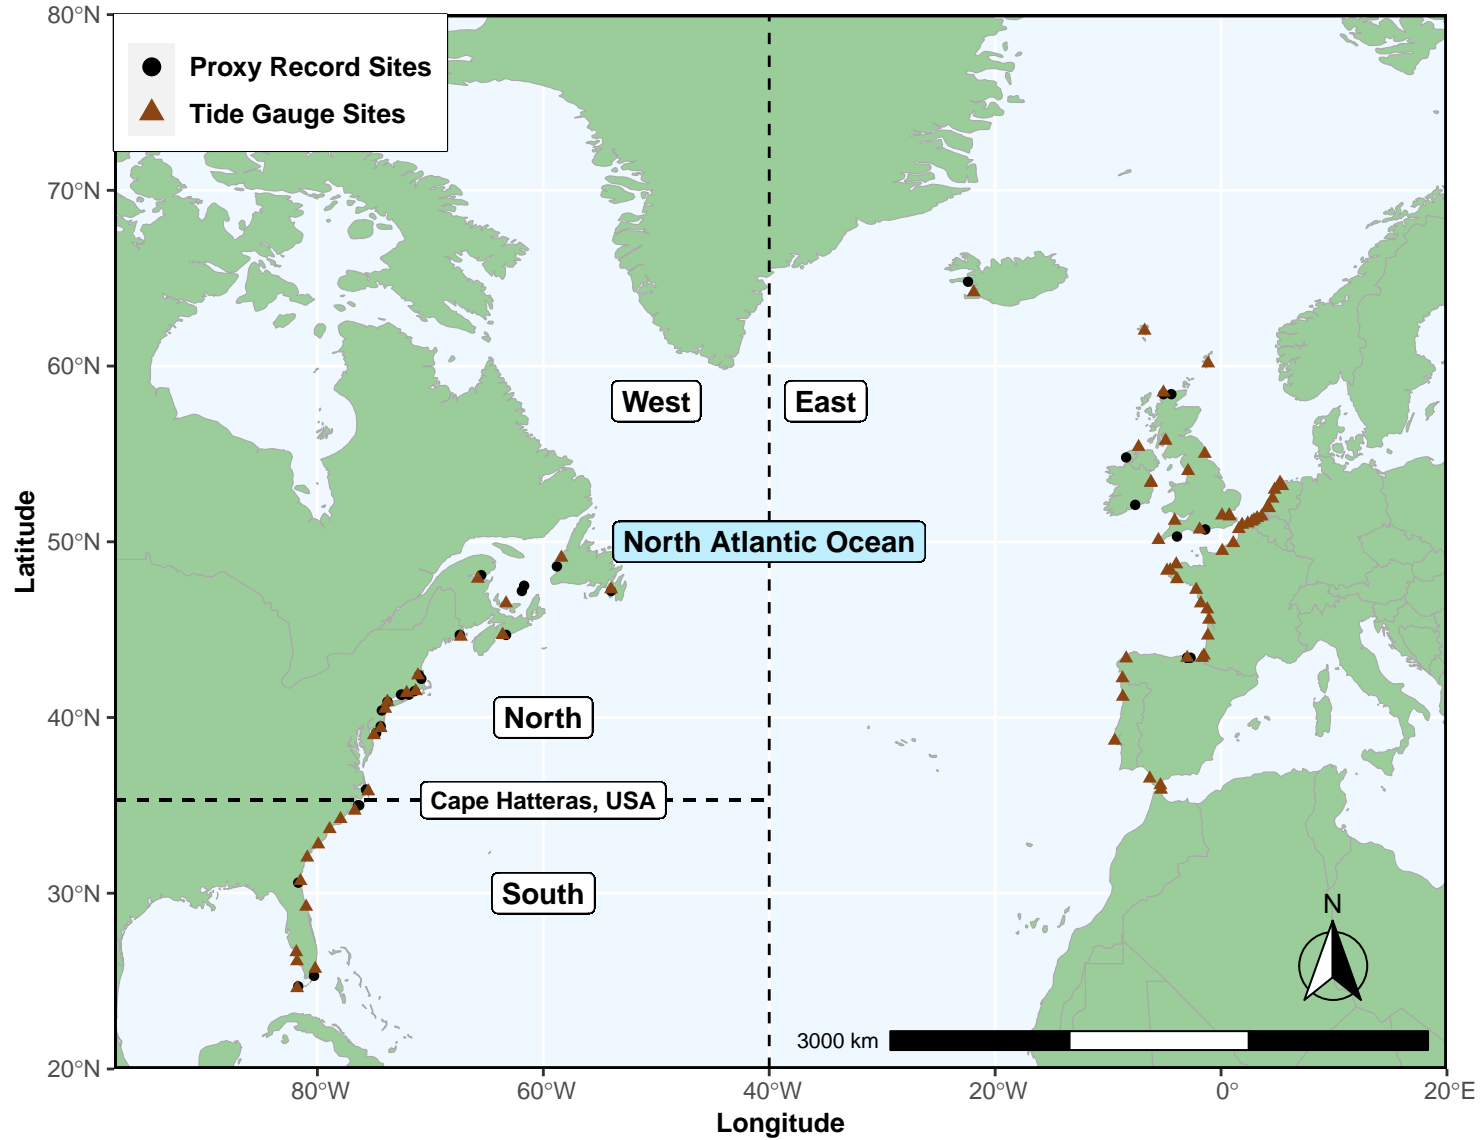 80°N
Proxy Record Sites
Tide Gauge Sites
70°N
60°N
West
East
50°N
North Atlantic Ocean
40°N
North
Cape Hatteras, USA
30°N
South
N
3000 km
20°N
80°W
60°W
40°W
20°W
0°
20°E
Longitude
Latitude